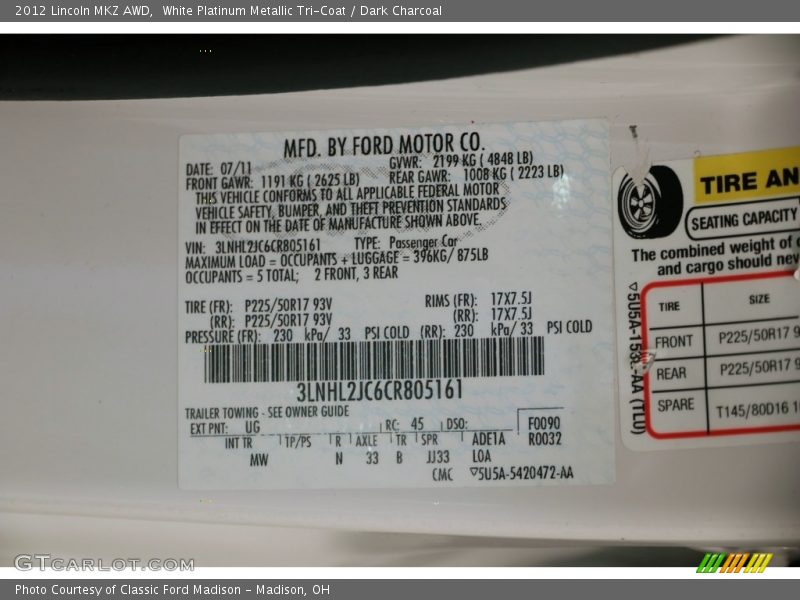 2012 Lincoln MKZ AWD, White Platinum Metallic Tri-Coat / Dark Charcoal
MFD. BY FORD MOTOR CO.
DATE: 07/11 GVWR: 2199 KG ( 4848 LB)
FRONT GAWR: 1191 KG ( 2625 LB) REAR GAWR: 1008 KG ( 2223 LB)
THIS VEHICLE CONFORMS TO ALL APPLICABLE FEDERAL MOTOR
VEHICLE SAFETY, BUMPER, AND THEFT PREVENTION STANDARDS
IN EFFECT ON THE DATE OF MANUFACTURE SHOWN ABOVE.
VIN: 3LNHL2JC6CR805161 TYPE: Passenger Car
MAXIMUM LOAD = OCCUPANTS + LUGGAGE = 396KG/ 875LB
OCCUPANTS = 5 TOTAL; 2 FRONT, 3 REAR
TIRE (FR): P225/50R17 93V RIMS (FR): 17X7.5J
(RR): P225/50R17 93V (RR): 17X7.5J
PRESSURE (FR): 230 kPa/ 33 PSI COLD (RR): 230 kPa/ 33 PSI COLD
3LNHL2JC6CR805161
TRAILER TOWING - SEE OWNER GUIDE
EXT PNT: UG RC: 45 DSO: F0090
INT TR TP/PS R AXLE TR SPR ADE1A R0032
MW N 33 B JJ33 LOA
CMC ▽5U5A-5420472-AA
TIRE AN
SEATING CAPACITY
The combined weight of
and cargo should nev
TIRE SIZE
FRONT P225/50R17 9
REAR P225/50R17 9
SPARE T145/80D16 1
GTCARLOT.COM
Photo Courtesy of Classic Ford Madison - Madison, OH